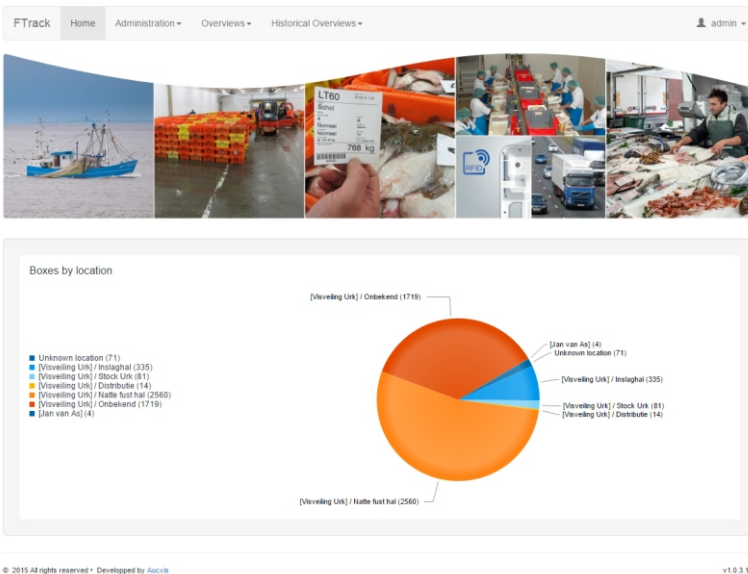 FTrack Home Administration Overviews Historical Overviews admin
LT60
Schol
Normaal
Normaal
768 kg
RFID
Boxes by location
[Visveiling Urk] / Onbekend (1719)
[Jan van As] (4)
Unknown location (71)
[Visveiling Urk] / Inslaghal (335)
[Visveiling Urk] / Stock Urk (81)
[Visveiling Urk] / Distributie (14)
[Visveiling Urk] / Natte fust hal (2560)
Unknown location (71)
[Visveiling Urk] / Inslaghal (335)
[Visveiling Urk] / Stock Urk (81)
[Visveiling Urk] / Distributie (14)
[Visveiling Urk] / Natte fust hal (2560)
[Visveiling Urk] / Onbekend (1719)
[Jan van As] (4)
© 2015 All rights reserved • Developped by Aucxis
v1.0.3.1